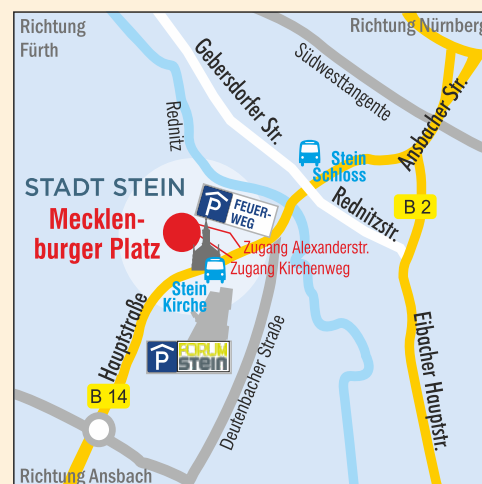 Richtung
Fürth
Richtung Nürnberg
Gebersdorfer Str.
Südwesttangente
Rednitz
Ansbacher Str.
Stein
Schloss
STADT STEIN
Mecklen-
burger Platz
P
FEUER-
WEG
Rednitzstr.
B 2
Zugang Alexanderstr.
Zugang Kirchenweg
Stein
Kirche
Hauptstraße
Eibacher Hauptstr.
Deutenbacher Straße
P
FORUM
STEIN
B 14
Richtung Ansbach